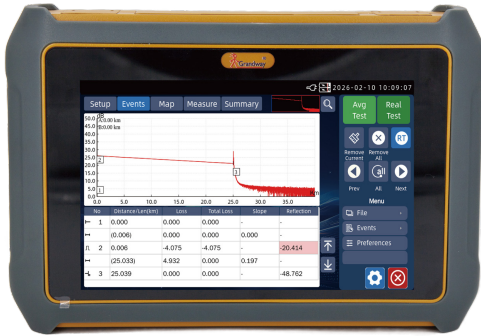 Grandway
2026-02-10 10:09:07
Setup Events Map Measure Summary
Avg Test
Real Test
dB
50.0 A:0.00 km
45.0 B:0.00 km
40.0
35.0
30.0
25.0 2
20.0
15.0 3
10.0
5.0 1
0.0 km
0.0 5.0 10.0 15.0 20.0 25.0 30.0 35.0
RT
Remove Current
Remove All
all
Prev All Next
Menu
File
Events
Preferences
No Distance/Len(km) Loss Total Loss Slope Reflection
1 0.000 0.000 0.000 - -
(0.006) 0.000 0.000 0.000
2 0.006 -4.075 -4.075 - -20.414
(25.033) 4.932 0.000 0.197 -
3 25.039 0.000 0.000 - -48.762